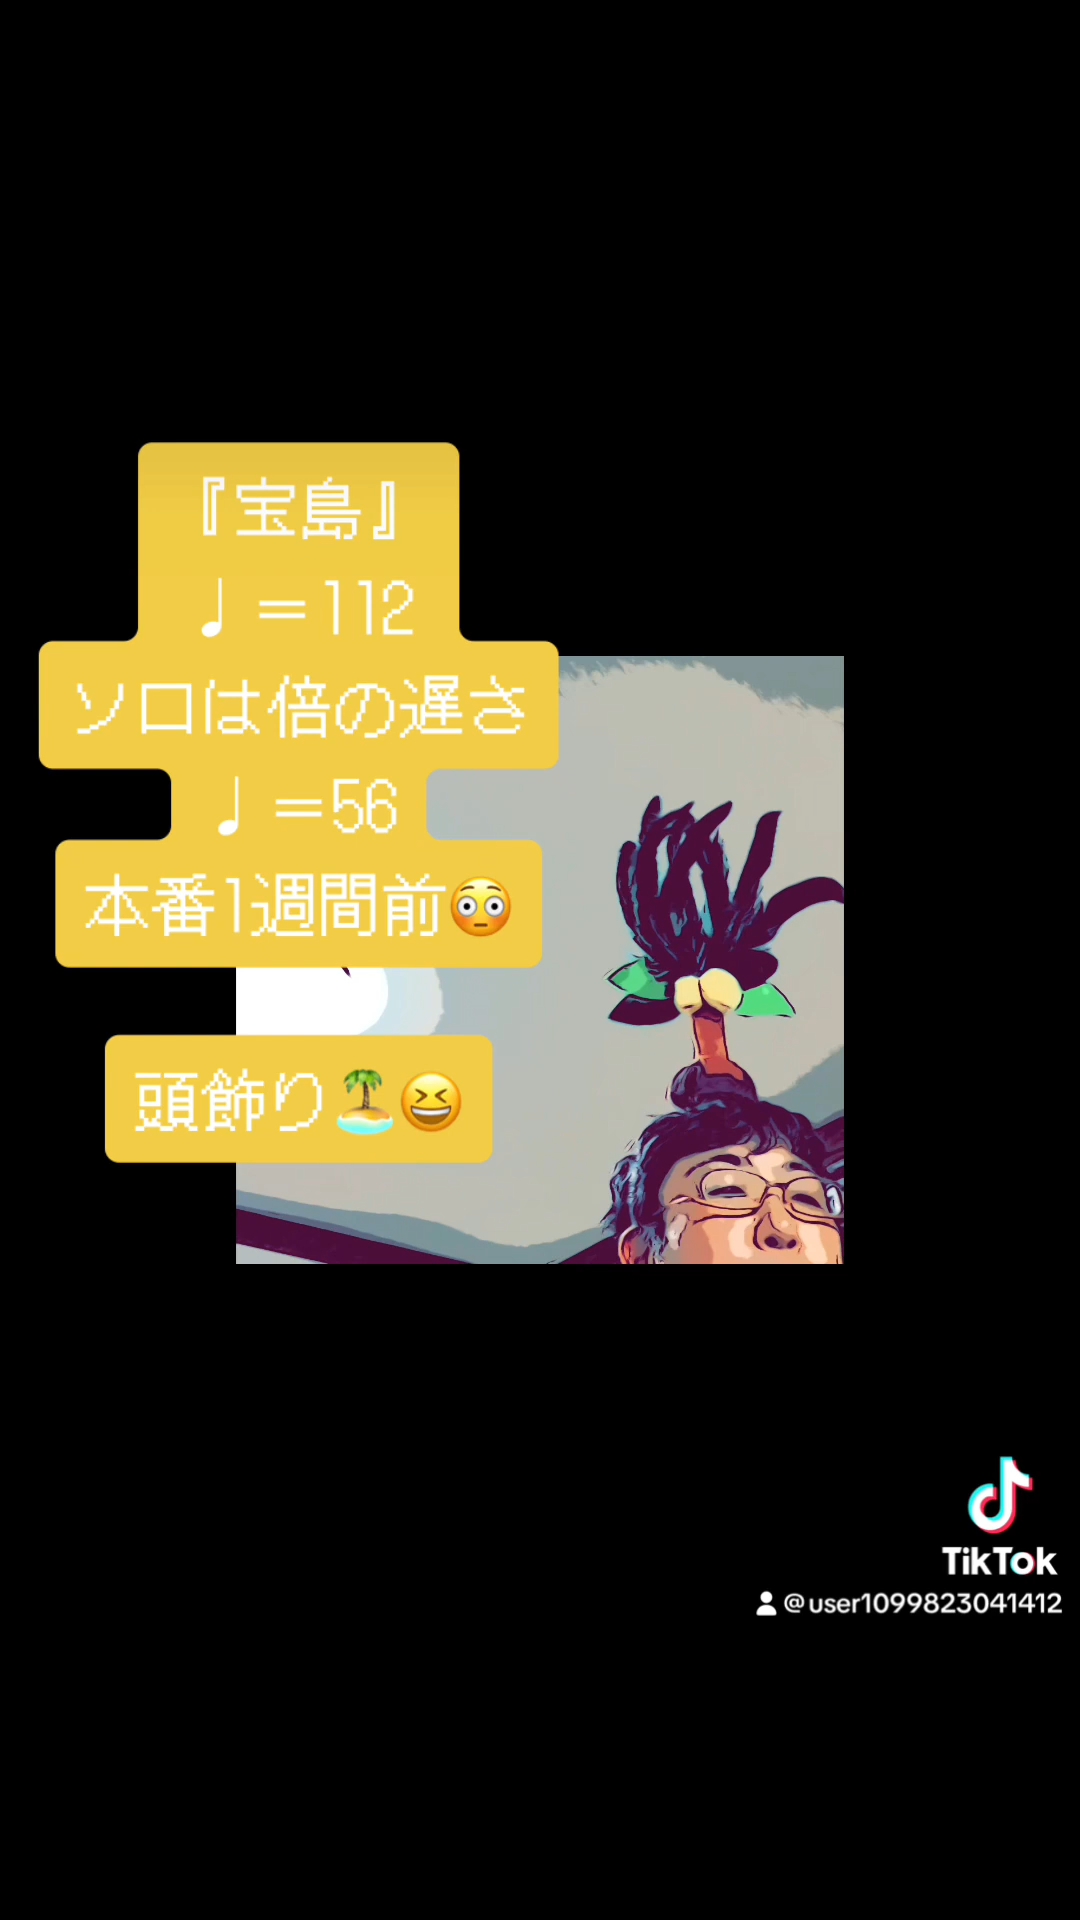 『宝島』
♩＝112
ソロは倍の遅さ
♩＝56
本番1週間前😳
頭飾り🏝️😆
TikTok
@user1099823041412